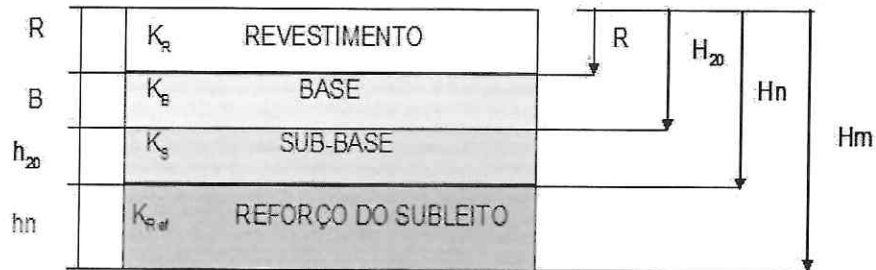 R K_R REVESTIMENTO R H_20
B K_B BASE Hn
h_20 K_S SUB-BASE Hm
hn K_Ref REFORÇO DO SUBLEITO